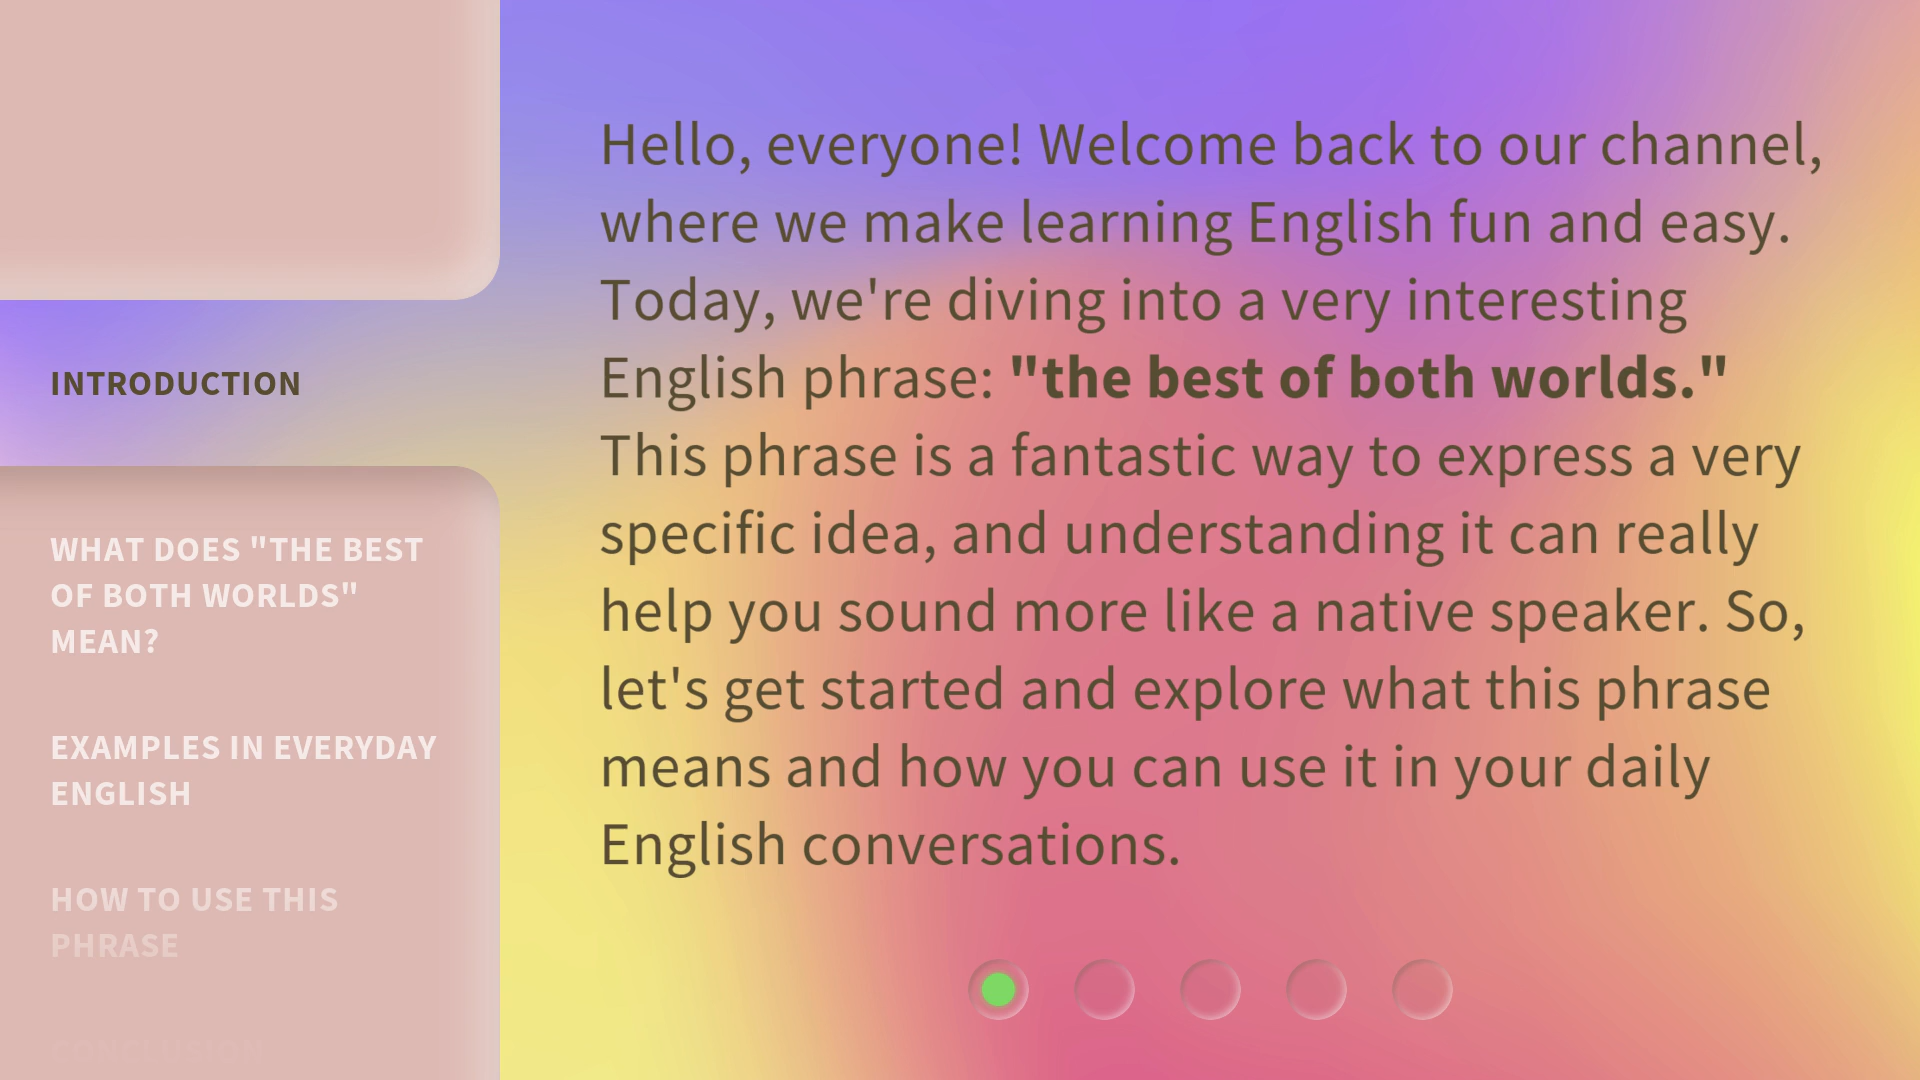 INTRODUCTION
WHAT DOES "THE BEST
OF BOTH WORLDS"
MEAN?
EXAMPLES IN EVERYDAY
ENGLISH
HOW TO USE THIS
PHRASE
CONCLUSION
Hello, everyone! Welcome back to our channel,
where we make learning English fun and easy.
Today, we're diving into a very interesting
English phrase: "the best of both worlds."
This phrase is a fantastic way to express a very
specific idea, and understanding it can really
help you sound more like a native speaker. So,
let's get started and explore what this phrase
means and how you can use it in your daily
English conversations.